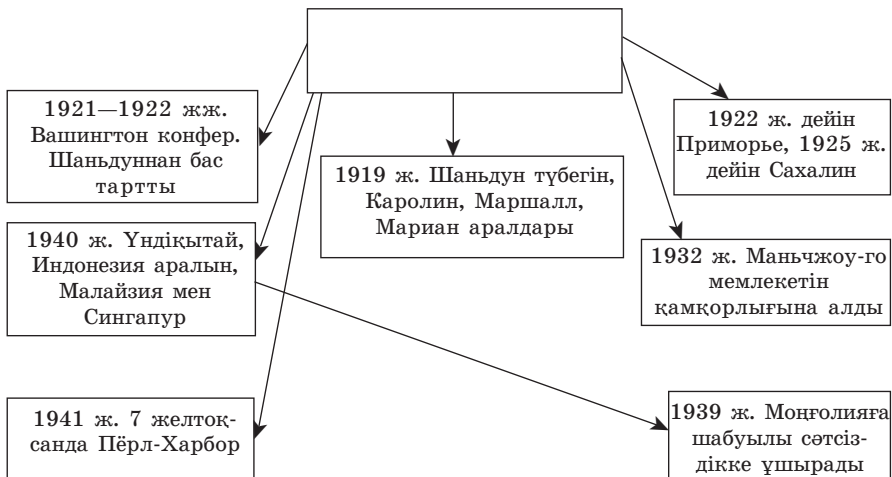 1921—1922 жж.
Вашингтон конфер.
Шаньдуннан бас
тартты
1919 ж. Шаньдун түбегін,
Каролин, Маршалл,
Мариан аралдары
1922 ж. дейін
Приморье, 1925 ж.
дейін Сахалин
1940 ж. Үндіқытай,
Индонезия аралын,
Малайзия мен
Сингапур
1932 ж. Маньчжоу-го
мемлекетін
қамқорлығына алды
1941 ж. 7 желтоқ-
санда Пёрл-Харбор
1939 ж. Моңғолияға
шабуылы сәтсіз-
дікке ұшырады